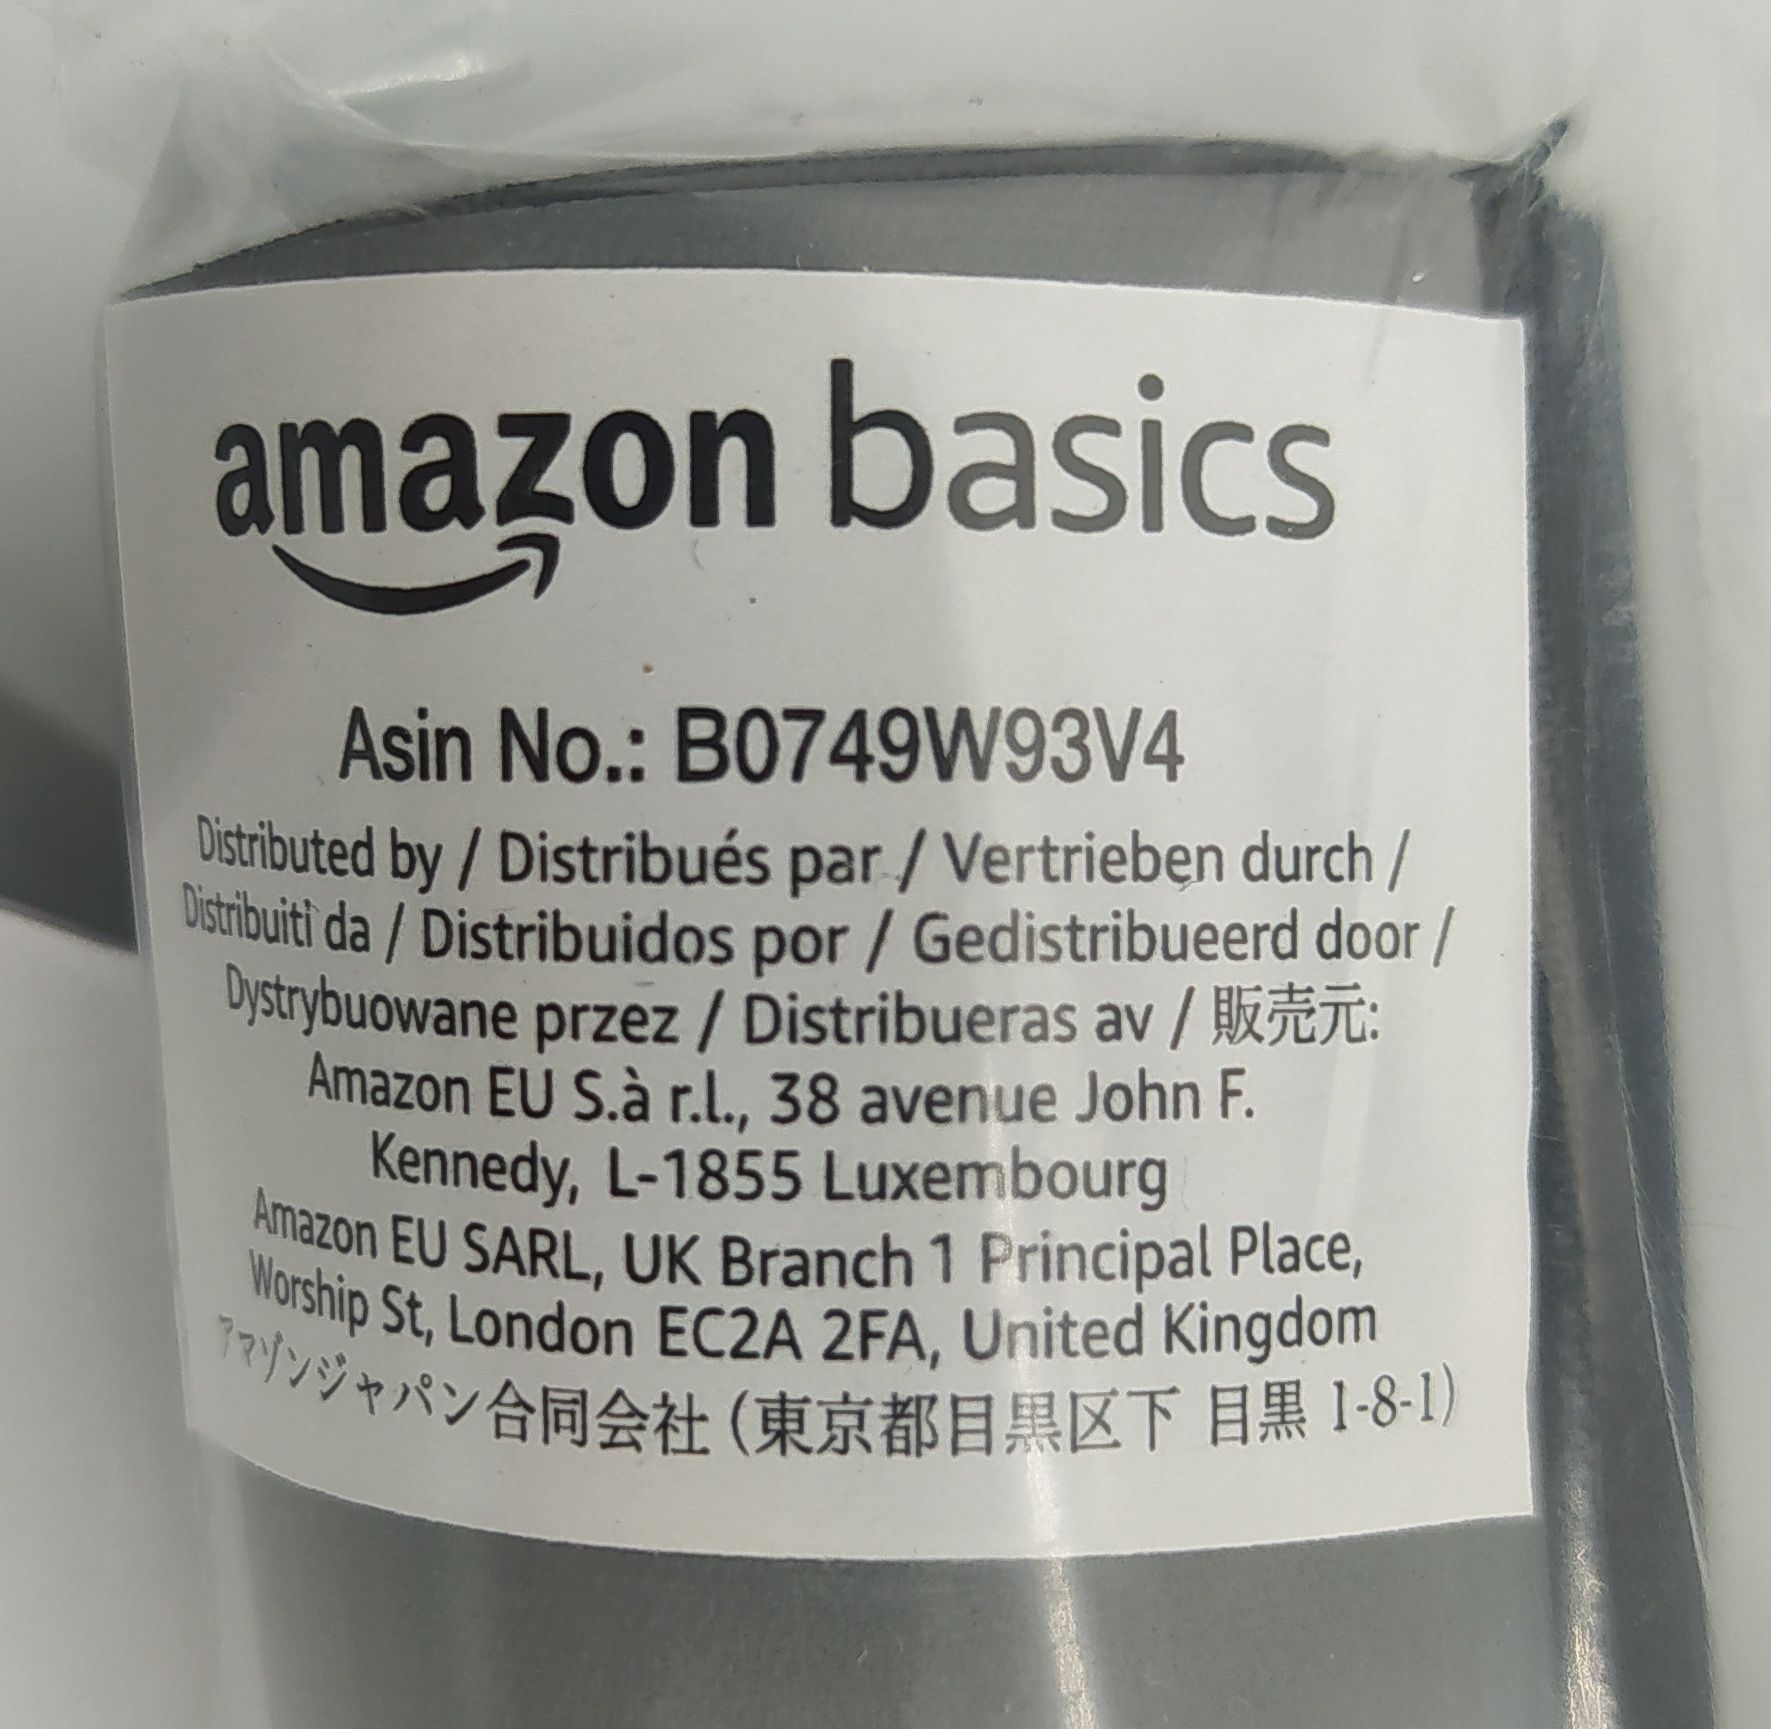 amazon basics
Asin No.: B0749W93V4
Distributed by / Distribués par / Vertrieben durch /
Distribuiti da / Distribuidos por / Gedistribueerd door /
Dystrybuowane przez / Distribueras av / 販売元:
Amazon EU S.à r.l., 38 avenue John F.
Kennedy, L-1855 Luxembourg
Amazon EU SARL, UK Branch 1 Principal Place,
Worship St, London EC2A 2FA, United Kingdom
アマゾンジャパン合同会社 (東京都目黒区下 目黒 1-8-1)